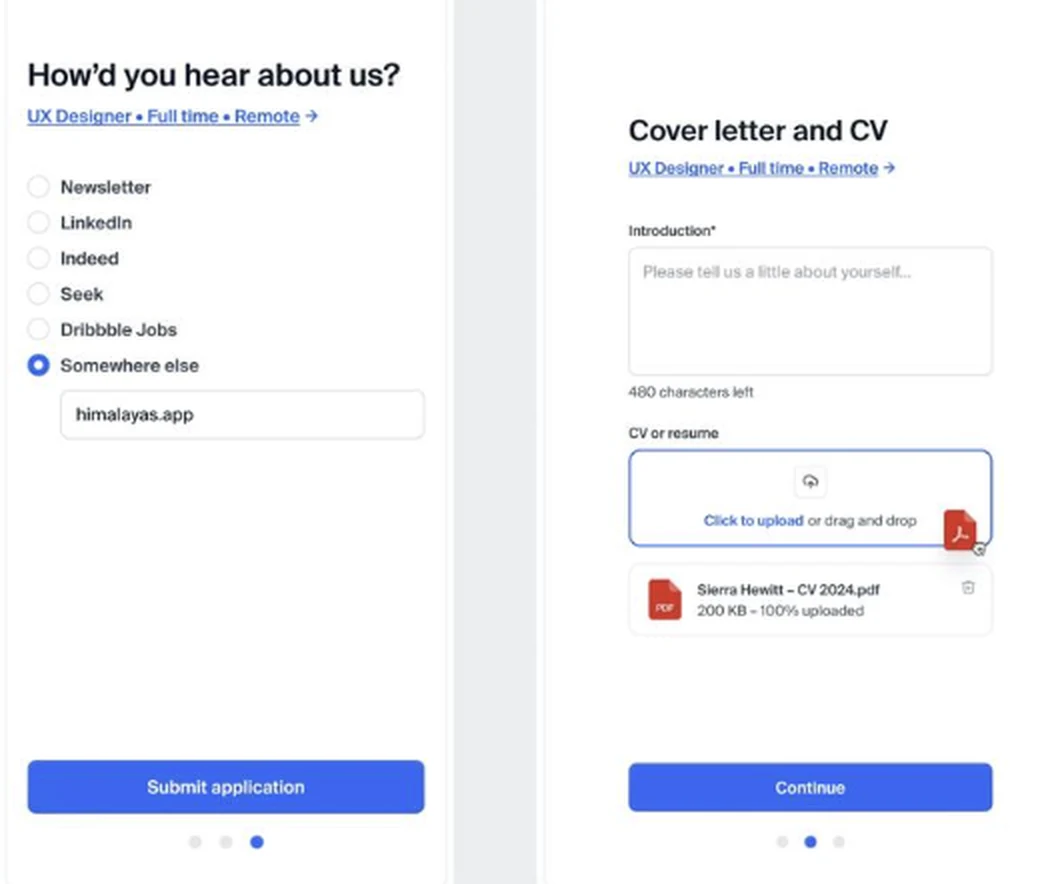 How’d you hear about us?
UX Designer • Full time • Remote →
Newsletter
LinkedIn
Indeed
Seek
Dribbble Jobs
Somewhere else
himalayas.app
Submit application
Cover letter and CV
UX Designer • Full time • Remote →
Introduction*
Please tell us a little about yourself...
480 characters left
CV or resume
Click to upload or drag and drop
PDF
Sierra Hewitt – CV 2024.pdf
200 KB – 100% uploaded
Continue